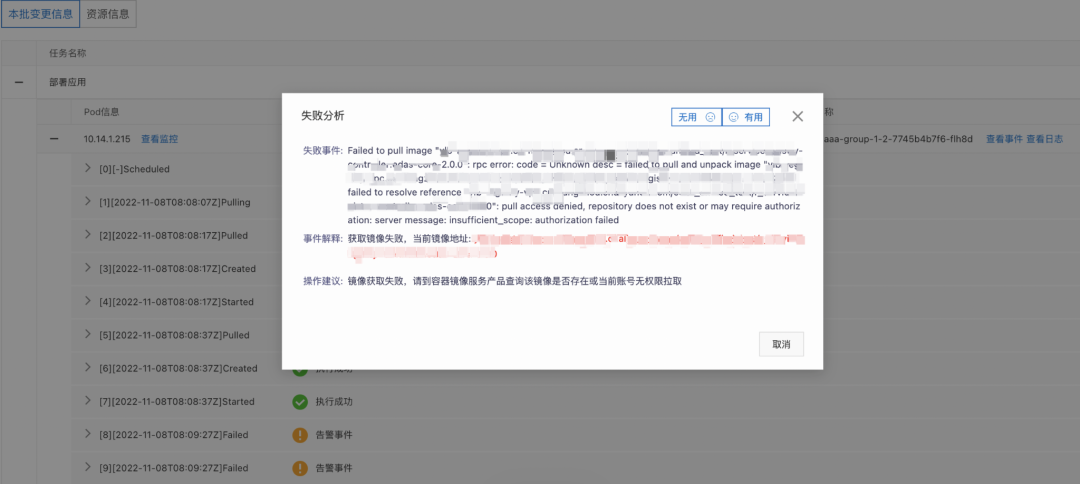 本批变更信息 资源信息
任务名称
部署应用
Pod信息 称
10.14.1.215 查看监控 aaa-group-1-2-7745b4b7f6-flh8d 查看事件 查看日志
[0][-]Scheduled
[1][2022-11-08T08:08:07Z]Pulling
[2][2022-11-08T08:08:17Z]Pulled
[3][2022-11-08T08:08:17Z]Created
[4][2022-11-08T08:08:17Z]Started
[5][2022-11-08T08:08:37Z]Pulled
[6][2022-11-08T08:08:37Z]Created 执行成功
[7][2022-11-08T08:08:37Z]Started 执行成功
[8][2022-11-08T08:09:27Z]Failed 告警事件
[9][2022-11-08T08:09:27Z]Failed 告警事件
失败分析 无用 有用
失败事件: Failed to pull image
edas-core-2.0.0": rpc error: code = Unknown desc = failed to pull and unpack image
failed to resolve reference
0": pull access denied, repository does not exist or may require authoriz
ation: server message: insufficient_scope: authorization failed
事件解释: 获取镜像失败，当前镜像地址:
操作建议: 镜像获取失败，请到容器镜像服务产品查询该镜像是否存在或当前账号无权限拉取
取消